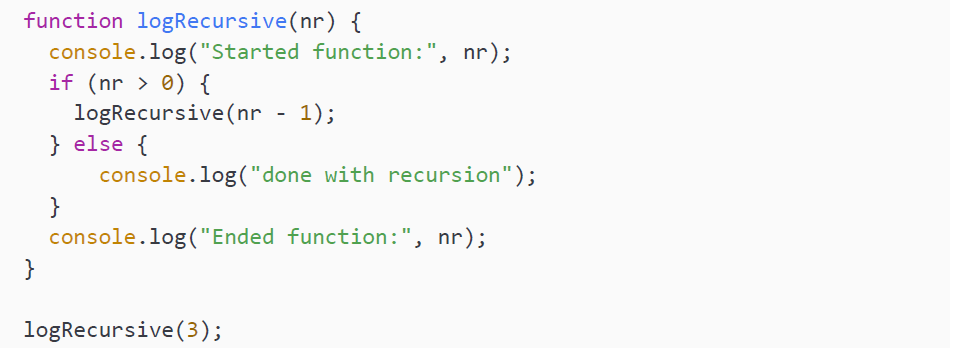 function logRecursive(nr) {
  console.log("Started function:", nr);
  if (nr > 0) {
    logRecursive(nr - 1);
  } else {
      console.log("done with recursion");
  }
  console.log("Ended function:", nr);
}

logRecursive(3);